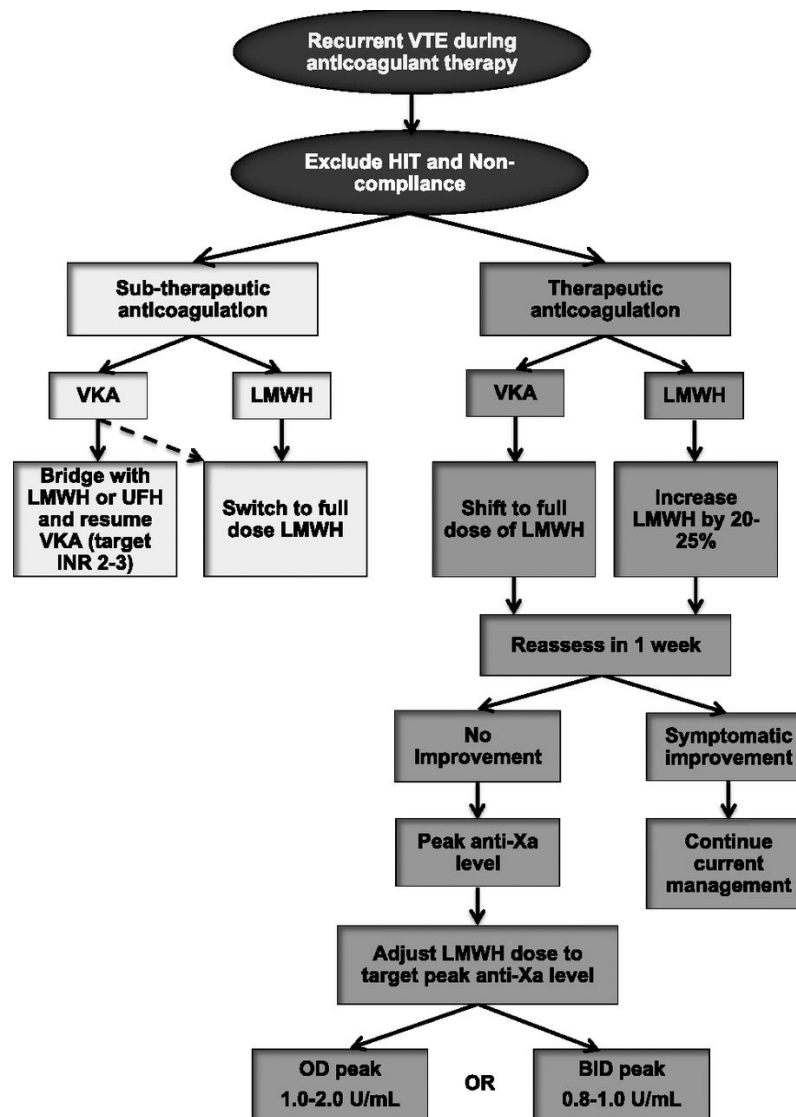 Recurrent VTE during
anticoagulant therapy
Exclude HIT and Non-
compliance
Sub-therapeutic
anticoagulation
Therapeutic
anticoagulation
VKA
LMWH
VKA
LMWH
Bridge with
LMWH or UFH
and resume
VKA (target
INR 2-3)
Switch to full
dose LMWH
Shift to full
dose of LMWH
Increase
LMWH by 20-
25%
Reassess in 1 week
No
Improvement
Symptomatic
improvement
Peak anti-Xa
level
Continue
current
management
Adjust LMWH dose to
target peak anti-Xa level
OD peak
1.0-2.0 U/mL
OR
BID peak
0.8-1.0 U/mL